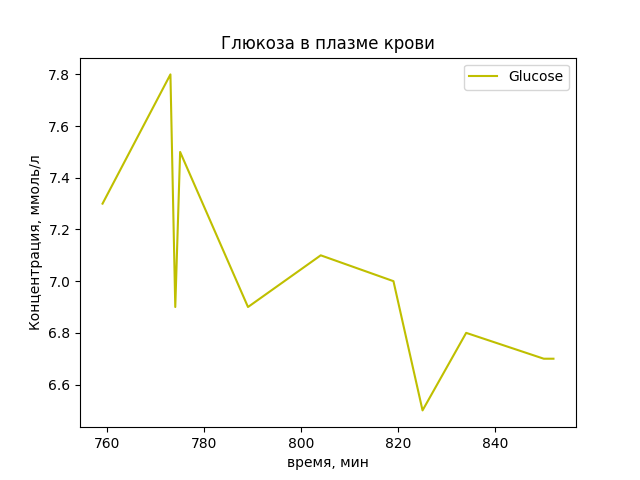 Глюкоза в плазме крови
Glucose
Концентрация, ммоль/л
7.8
7.6
7.4
7.2
7.0
6.8
6.6
760 780 800 820 840
время, мин